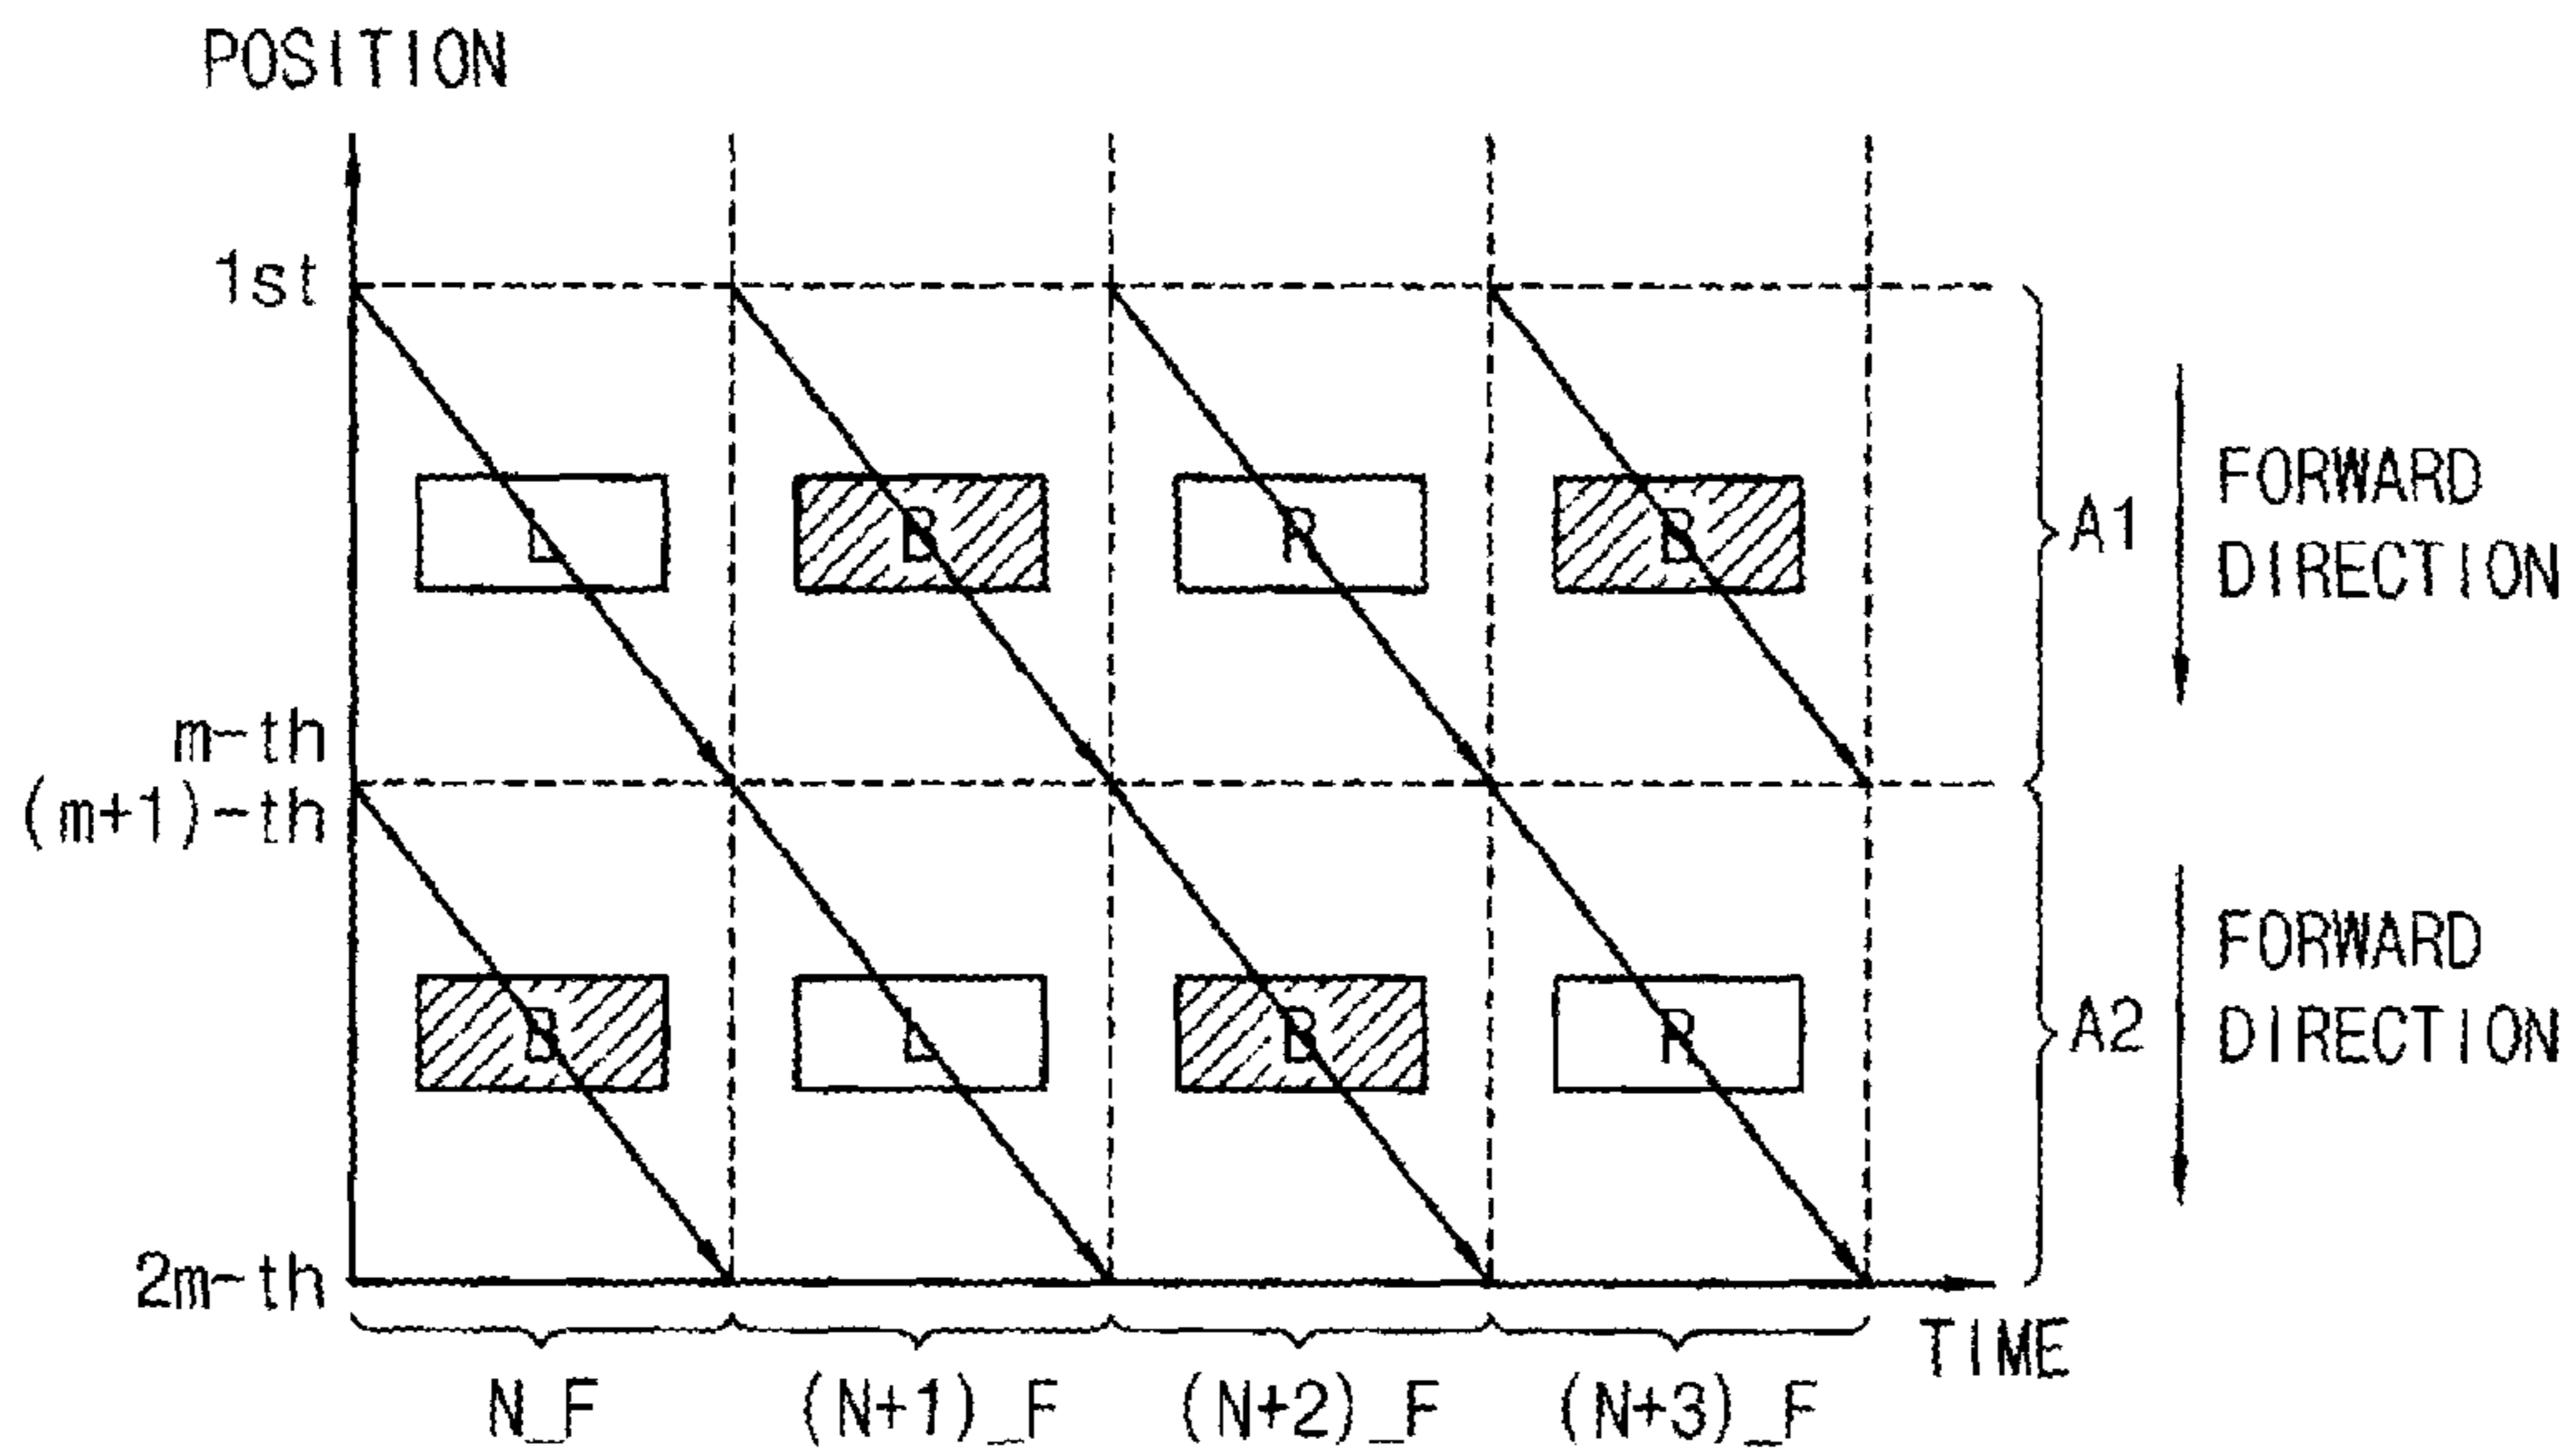 POSITION
1st
L B R B
A1
FORWARD
DIRECTION
m-th
(m+1)-th
B L B R
A2
FORWARD
DIRECTION
2m-th
TIME
N_F (N+1)_F (N+2)_F (N+3)_F